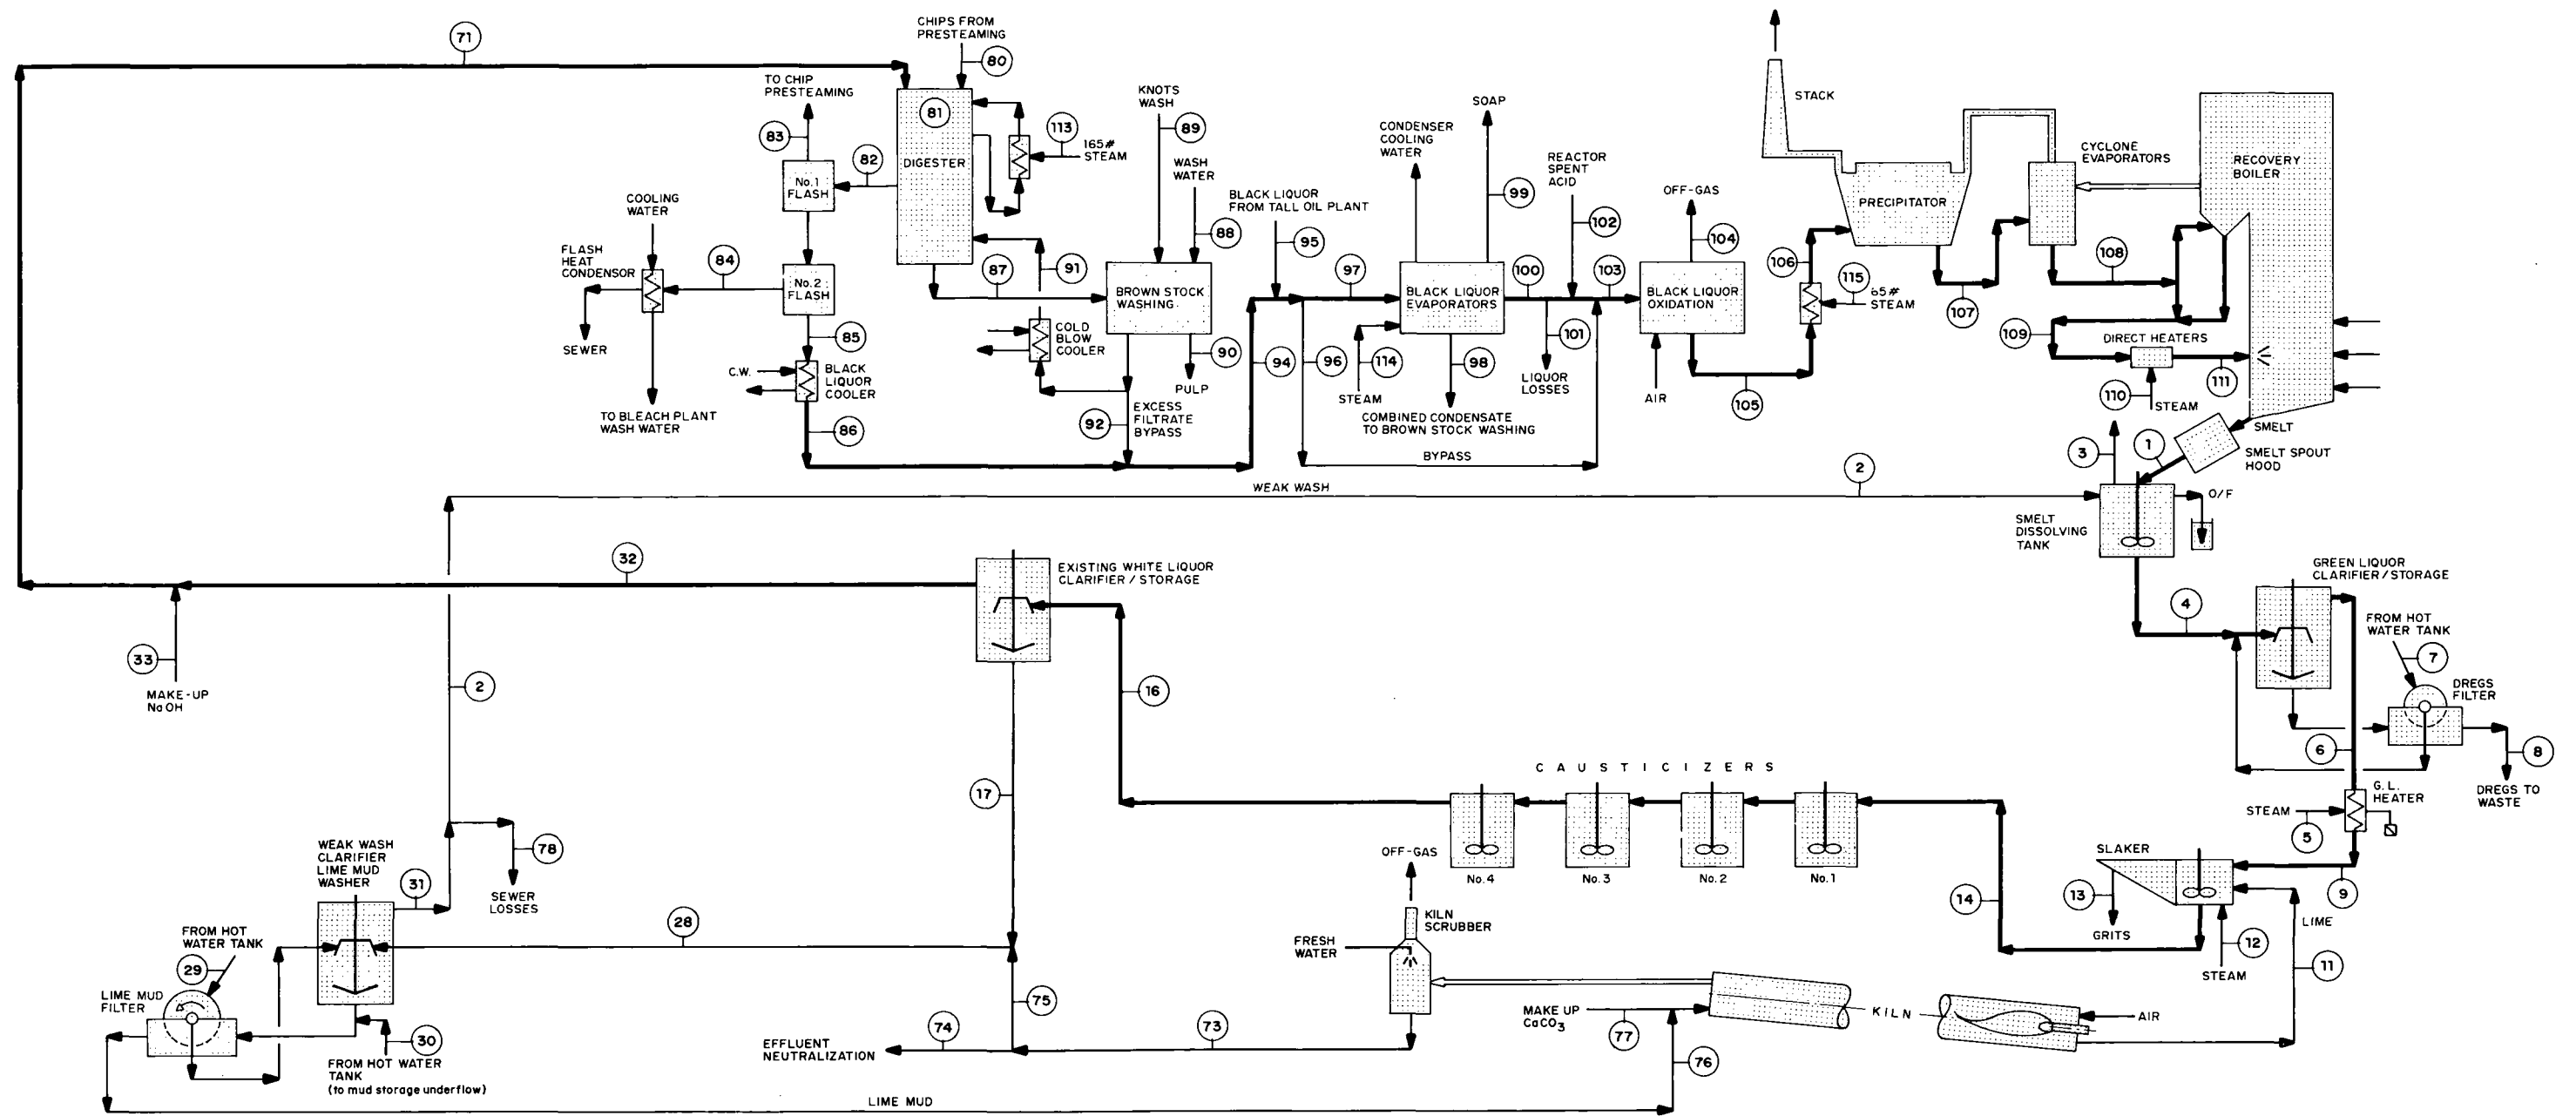 71
CHIPS FROM
PRESTEAMING
80
TO CHIP
PRESTEAMING
83
82
81
DIGESTER
113
165#
STEAM
No.1
FLASH
COOLING
WATER
FLASH
HEAT
CONDENSOR
84
No.2
FLASH
SEWER
85
C.W.
BLACK
LIQUOR
COOLER
TO BLEACH PLANT
WASH WATER
86
87
91
COLD
BLOW
COOLER
KNOTS
WASH
89
WASH
WATER
88
BROWN STOCK
WASHING
90
PULP
92
EXCESS
FILTRATE
BYPASS
BLACK LIQUOR
FROM TALL OIL PLANT
95
94
96
97
114
STEAM
CONDENSER
COOLING
WATER
SOAP
99
BLACK LIQUOR
EVAPORATORS
98
COMBINED CONDENSATE
TO BROWN STOCK WASHING
BYPASS
100
101
LIQUOR
LOSSES
REACTOR
SPENT
ACID
102
103
OFF-GAS
104
BLACK LIQUOR
OXIDATION
AIR
105
106
115
65#
STEAM
STACK
PRECIPITATOR
107
CYCLONE
EVAPORATORS
108
RECOVERY
BOILER
109
DIRECT HEATERS
110
STEAM
111
SMELT
SMELT SPOUT
HOOD
1
3
2
WEAK WASH
O/F
SMELT
DISSOLVING
TANK
32
33
MAKE-UP
NaOH
2
EXISTING WHITE LIQUOR
CLARIFIER / STORAGE
16
17
4
GREEN LIQUOR
CLARIFIER/STORAGE
FROM HOT
WATER TANK
7
DREGS
FILTER
6
8
DREGS TO
WASTE
G.L.
HEATER
STEAM
5
CAUSTICIZERS
No.4
No.3
No.2
No.1
SLAKER
9
13
GRITS
12
STEAM
LIME
11
14
WEAK WASH
CLARIFIER
LIME MUD
WASHER
31
78
SEWER
LOSSES
28
FROM HOT
WATER TANK
29
LIME MUD
FILTER
30
FROM HOT WATER
TANK
(to mud storage underflow)
OFF-GAS
KILN
SCRUBBER
FRESH
WATER
75
74
EFFLUENT
NEUTRALIZATION
73
MAKE UP
CaCO3
77
76
KILN
AIR
LIME MUD